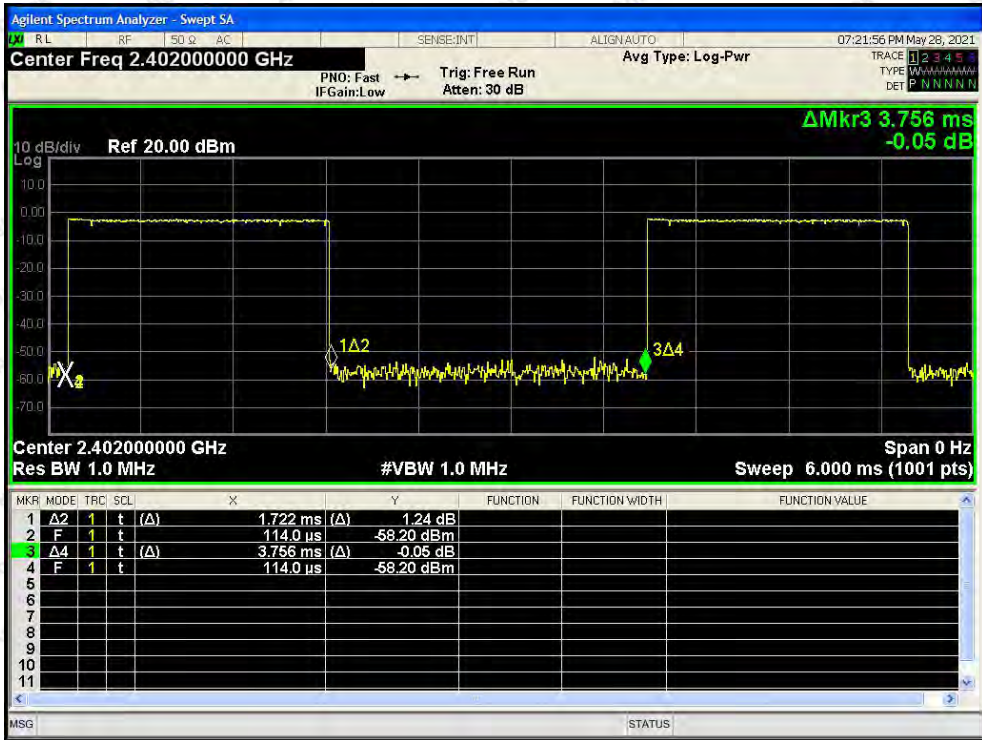 Agilent Spectrum Analyzer - Swept SA
LXI RL RF 50 Ω AC SENSE:INT ALIGN AUTO 07:21:56 PM May 28, 2021
Center Freq 2.402000000 GHz
PNO: Fast
IFGain:Low
Trig: Free Run
Atten: 30 dB
Avg Type: Log-Pwr
TRACE 1 2 3 4 5 6
TYPE WWWWWW
DET P N N N N N
ΔMkr3 3.756 ms
-0.05 dB
10 dB/div Ref 20.00 dBm
Log
10.0
0.00
-10.0
-20.0
-30.0
-40.0
-50.0
-60.0
-70.0
1Δ2
3Δ4
Center 2.402000000 GHz Span 0 Hz
Res BW 1.0 MHz #VBW 1.0 MHz Sweep 6.000 ms (1001 pts)
MKR MODE TRC SCL X Y FUNCTION FUNCTION WIDTH FUNCTION VALUE
1 Δ2 1 t (Δ) 1.722 ms (Δ) 1.24 dB
2 F 1 t 114.0 µs -58.20 dBm
3 Δ4 1 t (Δ) 3.756 ms (Δ) -0.05 dB
4 F 1 t 114.0 µs -58.20 dBm
5
6
7
8
9
10
11
MSG STATUS